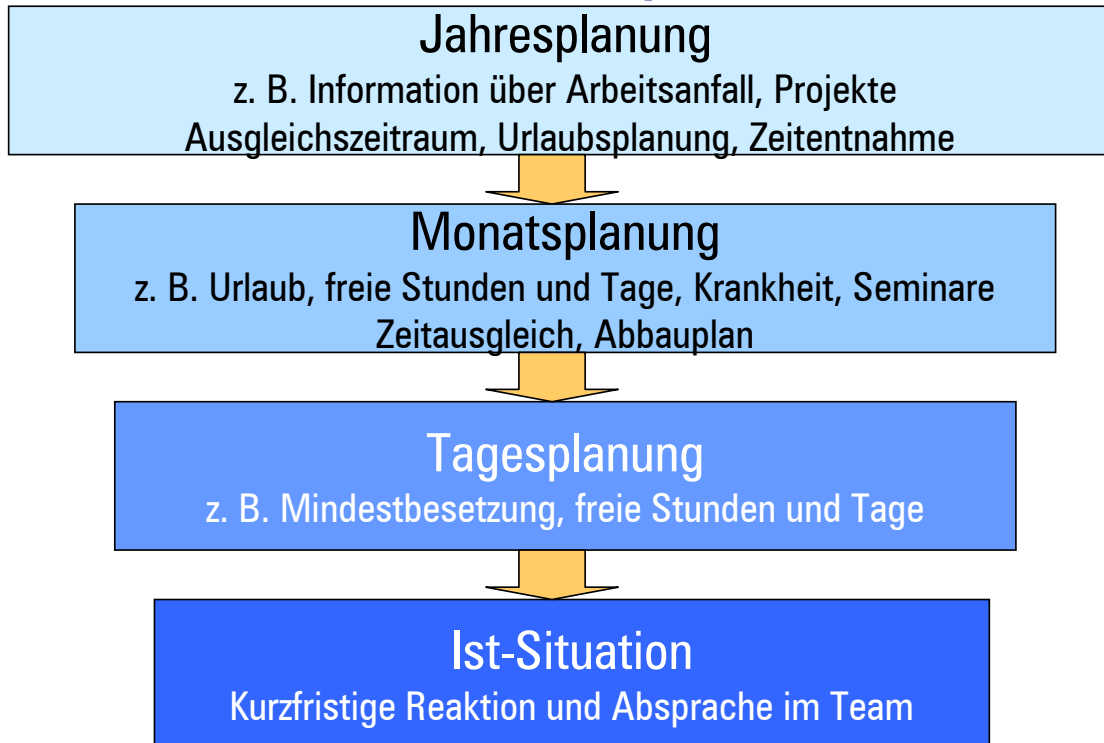 Jahresplanung
z. B. Information über Arbeitsanfall, Projekte
Ausgleichszeitraum, Urlaubsplanung, Zeitentnahme
Monatsplanung
z. B. Urlaub, freie Stunden und Tage, Krankheit, Seminare
Zeitausgleich, Abbauplan
Tagesplanung
z. B. Mindestbesetzung, freie Stunden und Tage
Ist-Situation
Kurzfristige Reaktion und Absprache im Team